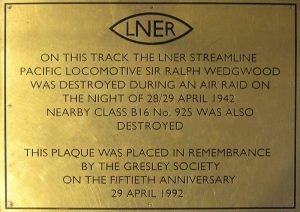 LNER
ON THIS TRACK THE LNER STREAMLINE
PACIFIC LOCOMOTIVE SIR RALPH WEDGWOOD
WAS DESTROYED DURING AN AIR RAID ON
THE NIGHT OF 28/29 APRIL 1942
NEARBY CLASS B16 No. 925 WAS ALSO
DESTROYED
THIS PLAQUE WAS PLACED IN REMEMBRANCE
BY THE GRESLEY SOCIETY
ON THE FIFTIETH ANNIVERSARY
29 APRIL 1992